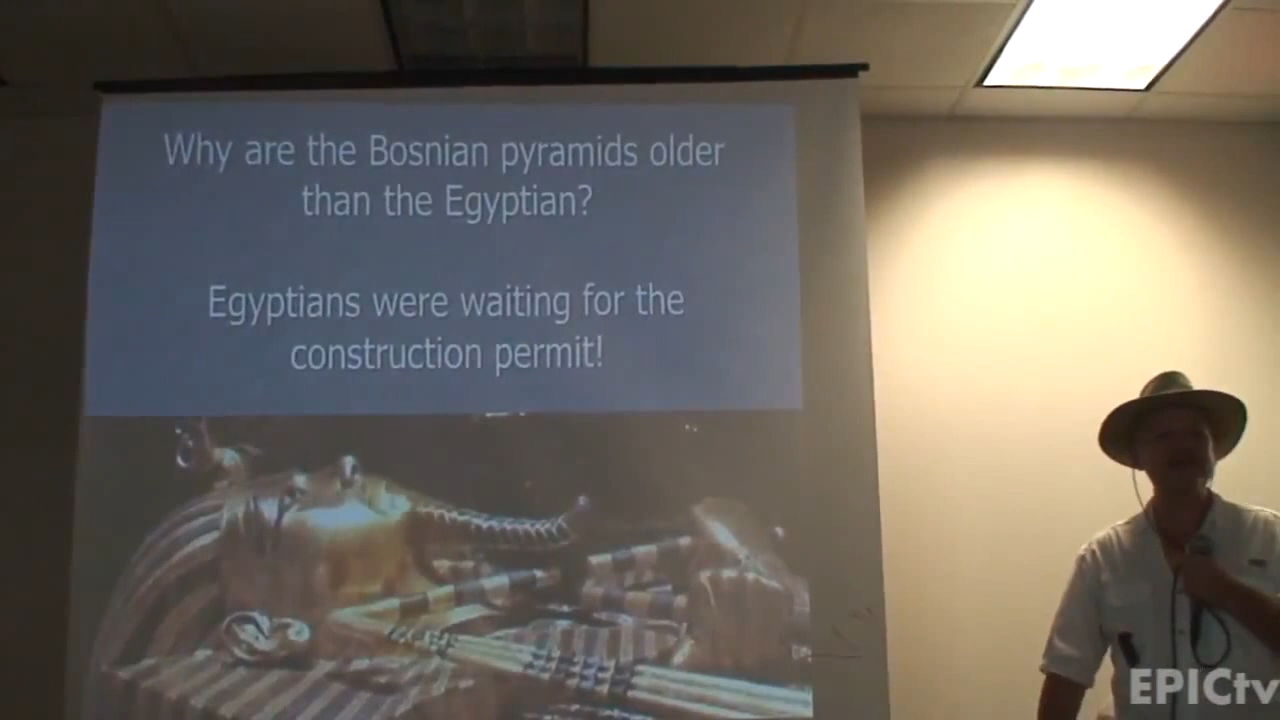 Why are the Bosnian pyramids older
than the Egyptian?
Egyptians were waiting for the
construction permit!
EPICtv